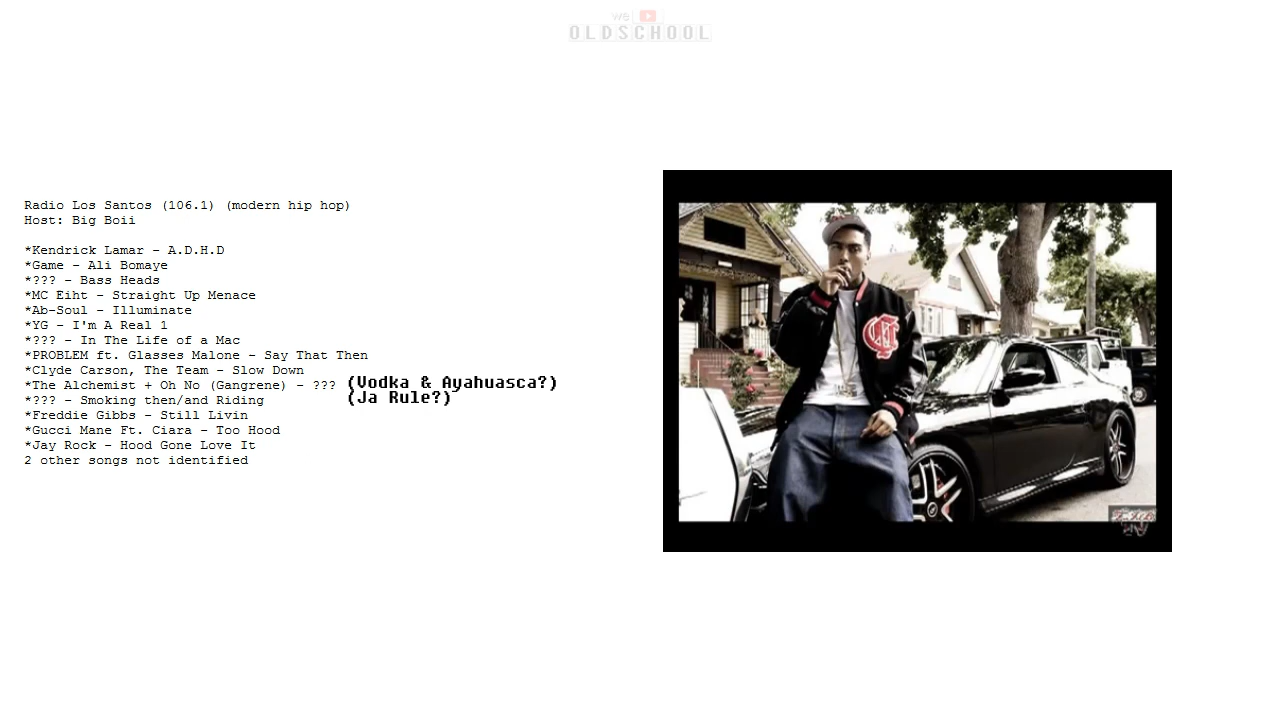 we
OLDSCHOOL
Radio Los Santos (106.1) (modern hip hop)
Host: Big Boii
*Kendrick Lamar - A.D.H.D
*Game - Ali Bomaye
*??? - Bass Heads
*MC Eiht - Straight Up Menace
*Ab-Soul - Illuminate
*YG - I'm A Real 1
*??? - In The Life of a Mac
*PROBLEM ft. Glasses Malone - Say That Then
*Clyde Carson, The Team - Slow Down
*The Alchemist + Oh No (Gangrene) - ??? (Vodka & Ayahuasca?)
*??? - Smoking then/and Riding (Ja Rule?)
*Freddie Gibbs - Still Livin
*Gucci Mane Ft. Ciara - Too Hood
*Jay Rock - Hood Gone Love It
2 other songs not identified